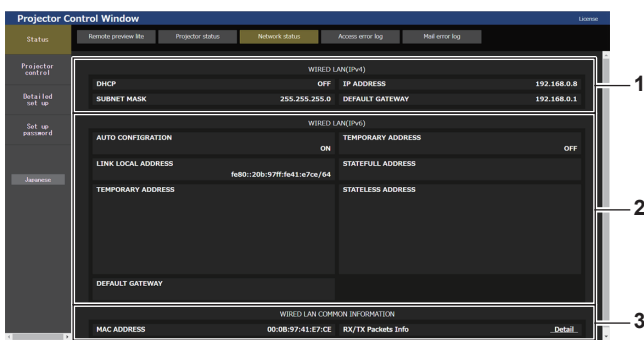 Projector Control Window
License
Status
Remote preview lite
Projector status
Network status
Access error log
Mail error log
Projector
control
Detailed
set up
Set up
password
Japanese
WIRED LAN(IPv4)
DHCP OFF IP ADDRESS 192.168.0.8
SUBNET MASK 255.255.255.0 DEFAULT GATEWAY 192.168.0.1
1
WIRED LAN(IPv6)
AUTO CONFIGRATION TEMPORARY ADDRESS
ON OFF
LINK LOCAL ADDRESS STATEFULL ADDRESS
fe80::20b:97ff:fe41:e7ce/64
TEMPORARY ADDRESS STATELESS ADDRESS
2
DEFAULT GATEWAY
WIRED LAN COMMON INFORMATION
3
MAC ADDRESS 00:0B:97:41:E7:CE RX/TX Packets Info Detail